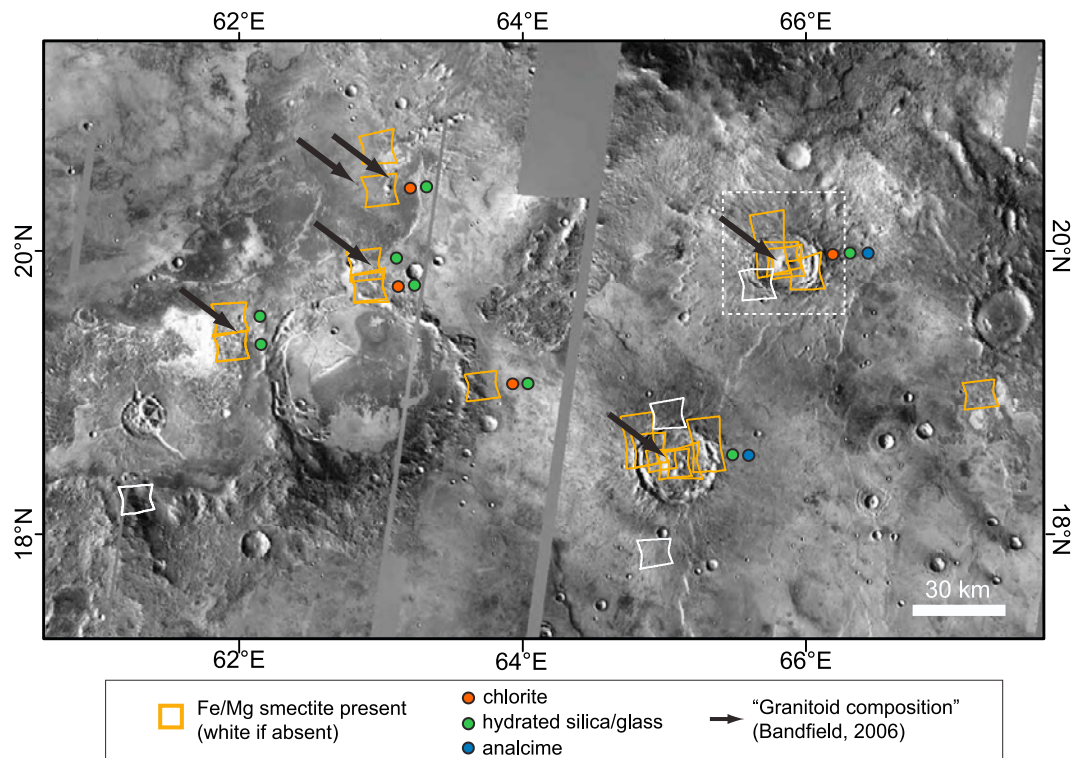 62°E
64°E
66°E
20°N
20°N
18°N
18°N
30 km
62°E
64°E
66°E
Fe/Mg smectite present
(white if absent)
chlorite
hydrated silica/glass
analcime
“Granitoid composition”
(Bandfield, 2006)